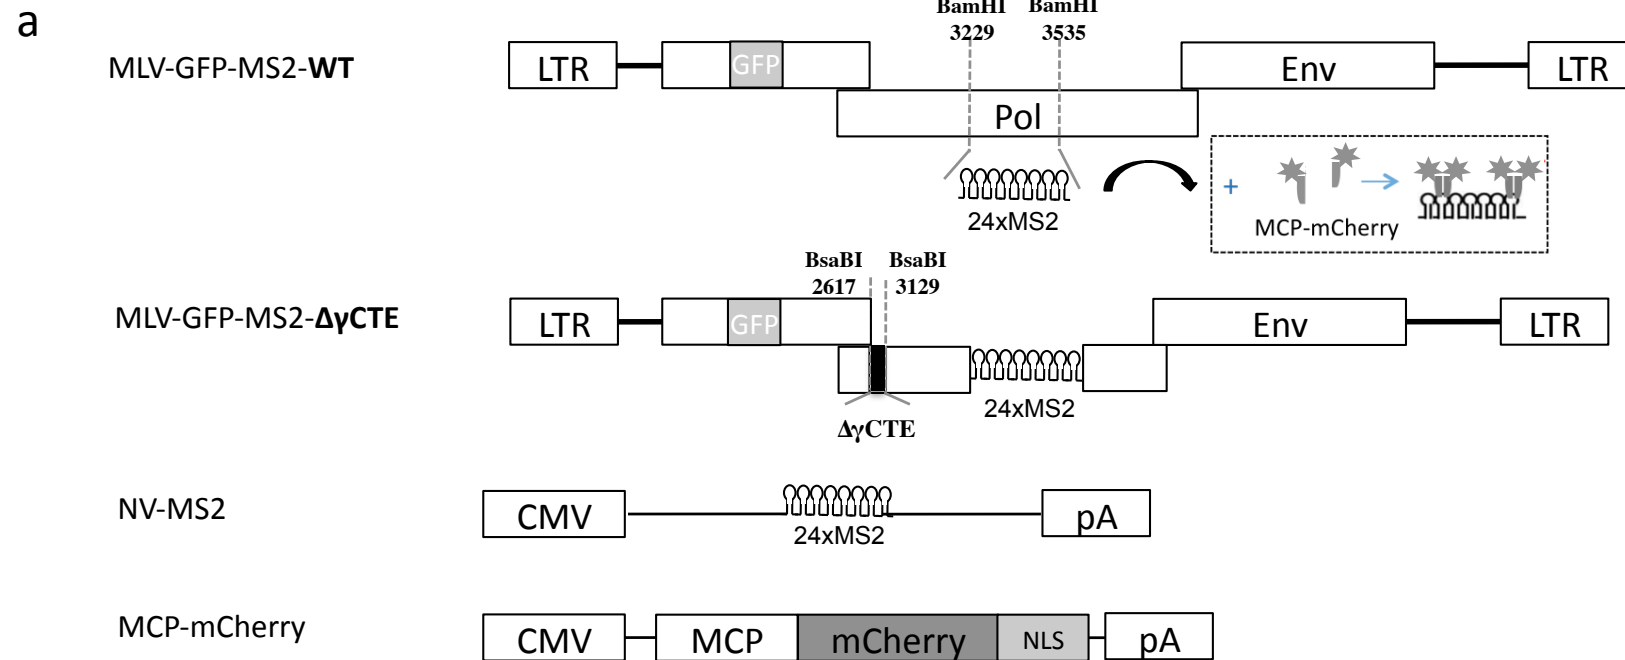 a
BamHI BamHI
3229 3535
MLV-GFP-MS2-WT
LTR GFP Env LTR
Pol
24xMS2
+
MCP-mCherry
BsaBI BsaBI
2617 3129
MLV-GFP-MS2-ΔγCTE
LTR GFP Env LTR
24xMS2
ΔγCTE
NV-MS2
CMV pA
24xMS2
MCP-mCherry
CMV MCP mCherry NLS pA